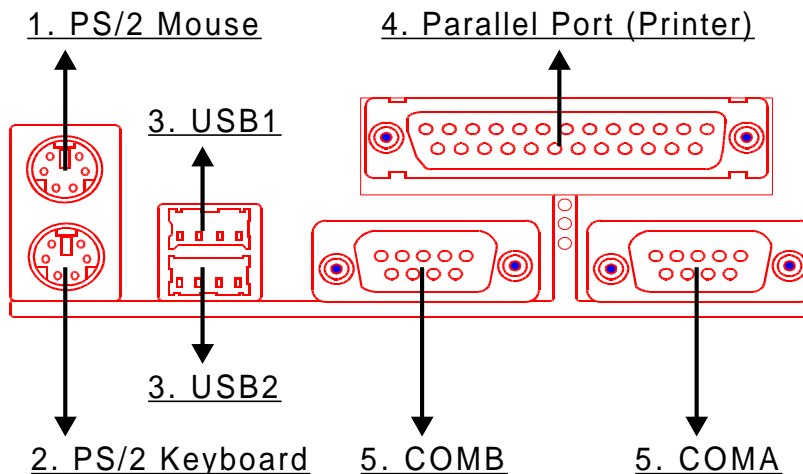 1. PS/2 Mouse
4. Parallel Port (Printer)
3. USB1
3. USB2
2. PS/2 Keyboard
5. COMB
5. COMA